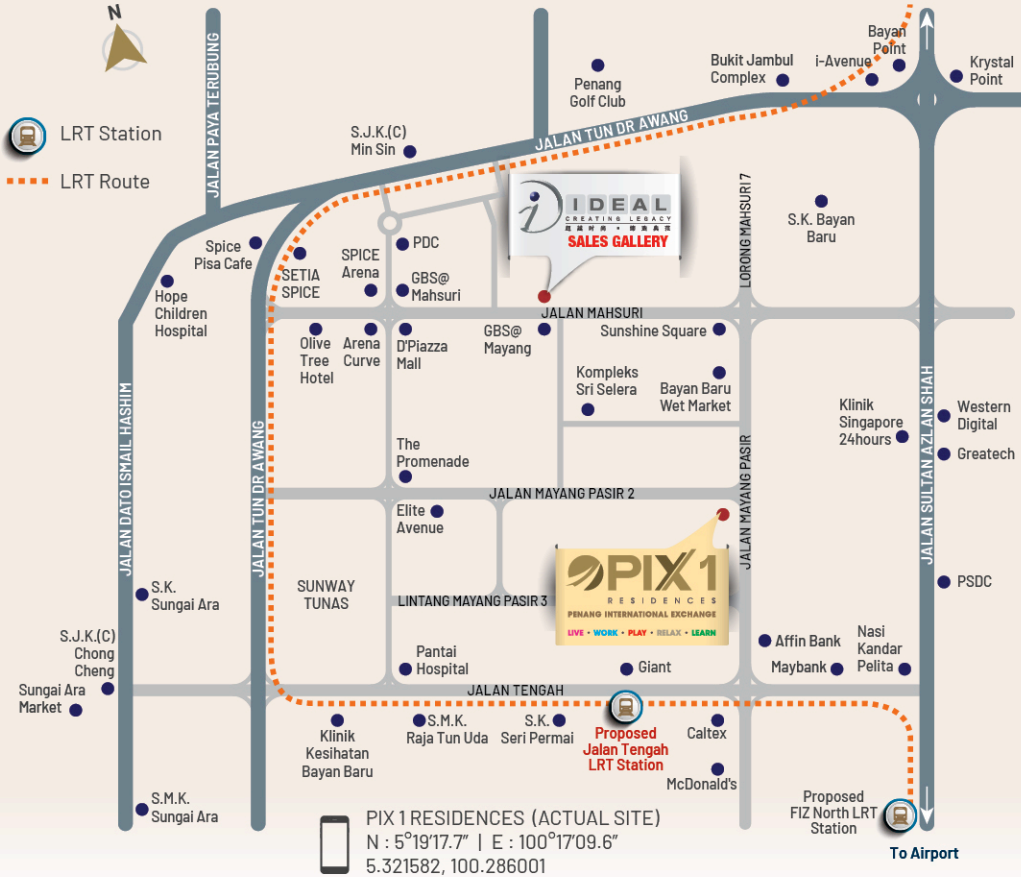 N
LRT Station
LRT Route
JALAN PAYA TERUBUNG
S.J.K.(C)
Min Sin
Penang
Golf Club
JALAN TUN DR AWANG
Bukit Jambul
Complex
i-Avenue
Bayan
Point
Krystal
Point
iD IDEAL
CREATING LEGACY
SALES GALLERY
LORONG MAHSURI 7
S.K. Bayan
Baru
Spice
Pisa Cafe
SETIA
SPICE
SPICE
Arena
PDC
GBS@
Mahsuri
Hope
Children
Hospital
JALAN MAHSURI
Olive
Tree
Hotel
Arena
Curve
D'Piazza
Mall
GBS@
Mayang
Sunshine Square
Kompleks
Sri Selera
Bayan Baru
Wet Market
Klinik
Singapore
24hours
Western
Digital
Greatech
JALAN DATO ISMAIL HASHIM
JALAN TUN DR AWANG
JALAN MAYANG PASIR
JALAN SULTAN AZLAN SHAH
The
Promenade
JALAN MAYANG PASIR 2
Elite
Avenue
PIX 1
RESIDENCES
PENANG INTERNATIONAL EXCHANGE
LIVE • WORK • PLAY • RELAX • LEARN
PSDC
S.K.
Sungai Ara
SUNWAY
TUNAS
LINTANG MAYANG PASIR 3
S.J.K.(C)
Chong
Cheng
Sungai Ara
Market
Pantai
Hospital
Giant
Affin Bank
Maybank
Nasi
Kandar
Pelita
JALAN TENGAH
Klinik
Kesihatan
Bayan Baru
S.M.K.
Raja Tun Uda
S.K.
Seri Permai
Proposed
Jalan Tengah
LRT Station
Caltex
McDonald's
S.M.K.
Sungai Ara
Proposed
FIZ North LRT
Station
To Airport
PIX 1 RESIDENCES (ACTUAL SITE)
N : 5°19'17.7" | E : 100°17'09.6"
5.321582, 100.286001